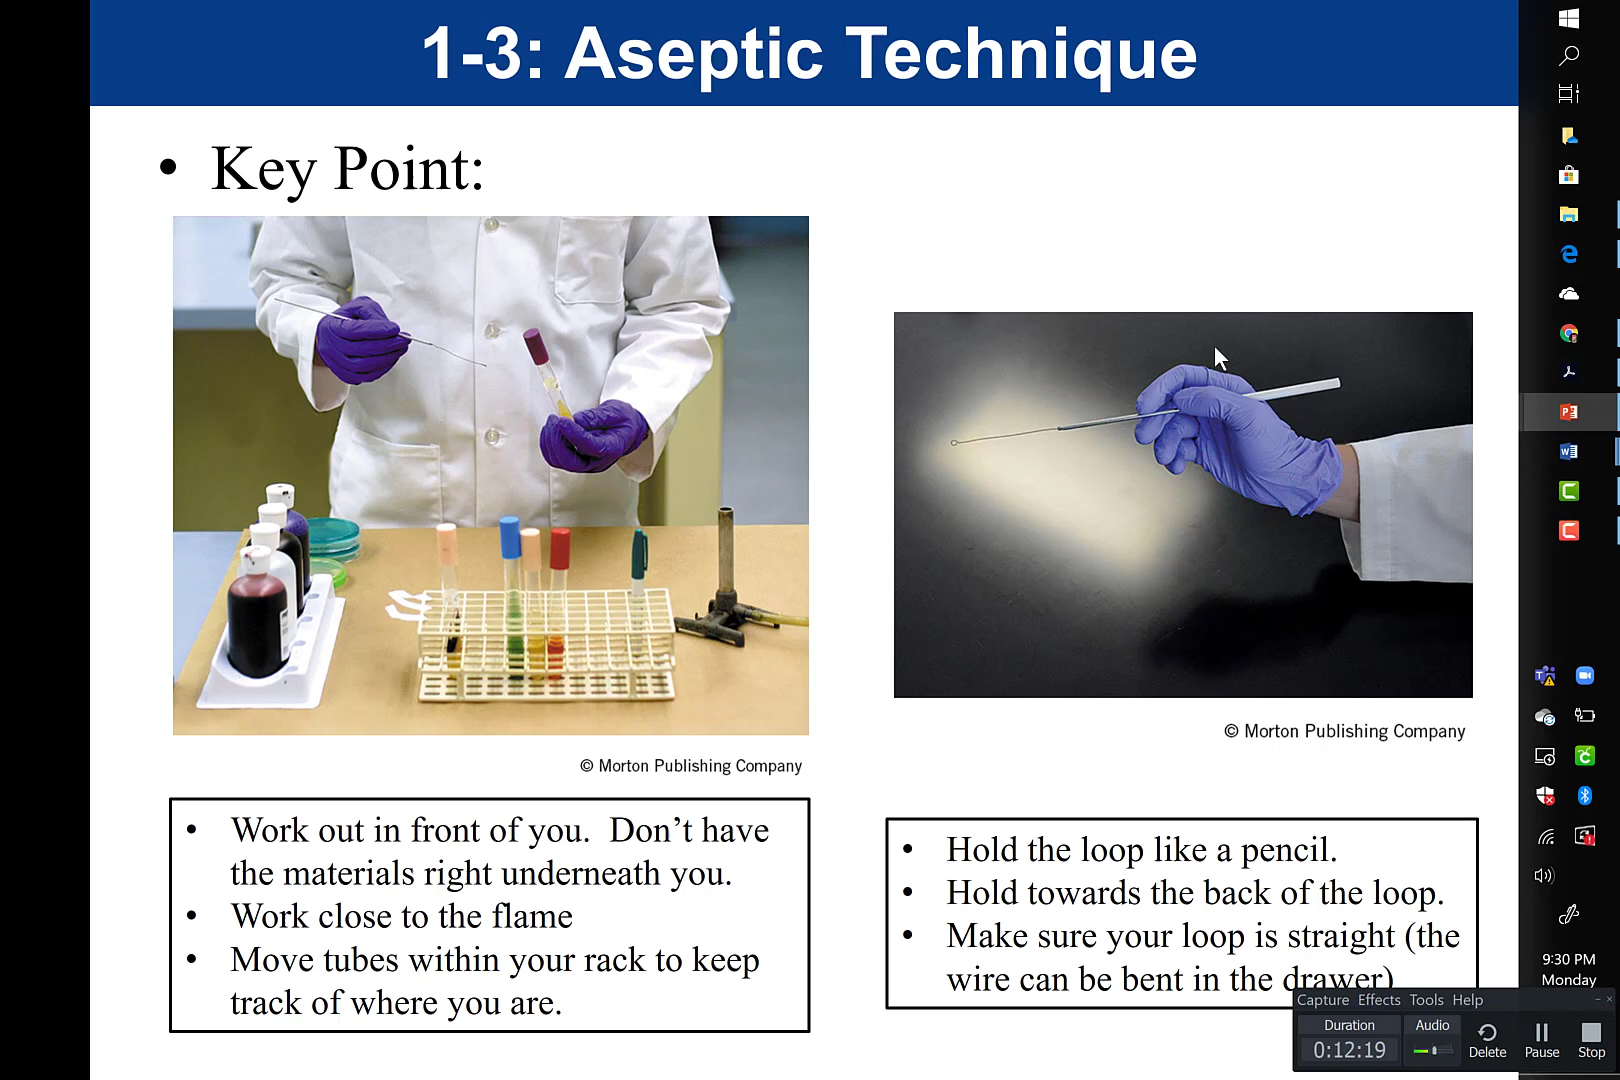 1-3: Aseptic Technique
• Key Point:
© Morton Publishing Company
© Morton Publishing Company
• Work out in front of you.  Don’t have
the materials right underneath you.
• Work close to the flame
• Move tubes within your rack to keep
track of where you are.
• Hold the loop like a pencil.
• Hold towards the back of the loop.
• Make sure your loop is straight (the
wire can be bent in the drawer)
9:30 PM
Monday
Capture Effects Tools Help
Duration
0:12:19
Audio
Delete
Pause
Stop